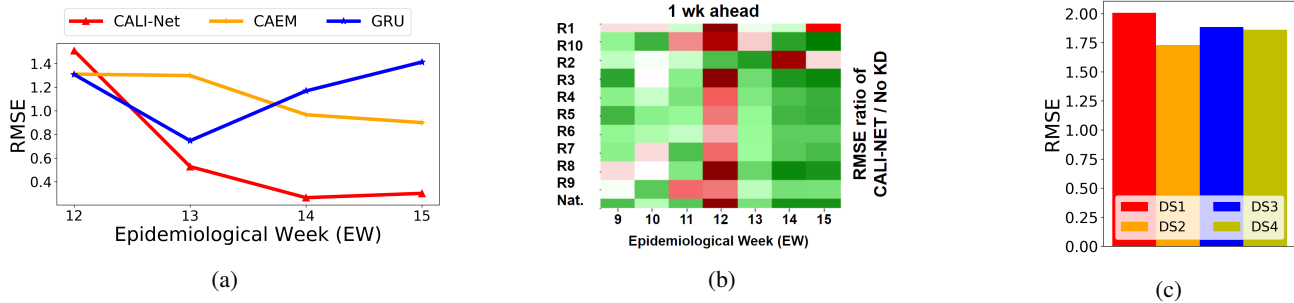 CALI-Net CAEM GRU
RMSE
1.4
1.2
1.0
0.8
0.6
0.4
12 13 14 15
Epidemiological Week (EW)
(a)
1 wk ahead
R1
R10
R2
R3
R4
R5
R6
R7
R8
R9
Nat.
9 10 11 12 13 14 15
Epidemiological Week (EW)
RMSE ratio of
CALI-NET / No KD
(b)
RMSE
2.00
1.75
1.50
1.25
1.00
0.75
0.50
0.25
0.00
DS1 DS3
DS2 DS4
(c)